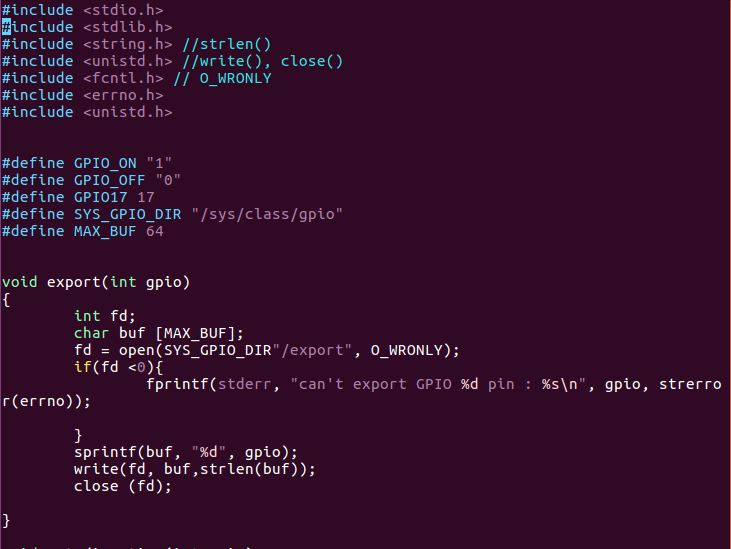 #include <stdio.h>
#include <stdlib.h>
#include <string.h> //strlen()
#include <unistd.h> //write(), close()
#include <fcntl.h> // O_WRONLY
#include <errno.h>
#include <unistd.h>
#define GPIO_ON "1"
#define GPIO_OFF "0"
#define GPIO17 17
#define SYS_GPIO_DIR "/sys/class/gpio"
#define MAX_BUF 64
void export(int gpio)
{
int fd;
char buf [MAX_BUF];
fd = open(SYS_GPIO_DIR"/export", O_WRONLY);
if(fd <0){
fprintf(stderr, "can't export GPIO %d pin : %s\n", gpio, strerro
r(errno));
}
sprintf(buf, "%d", gpio);
write(fd, buf,strlen(buf));
close (fd);
}